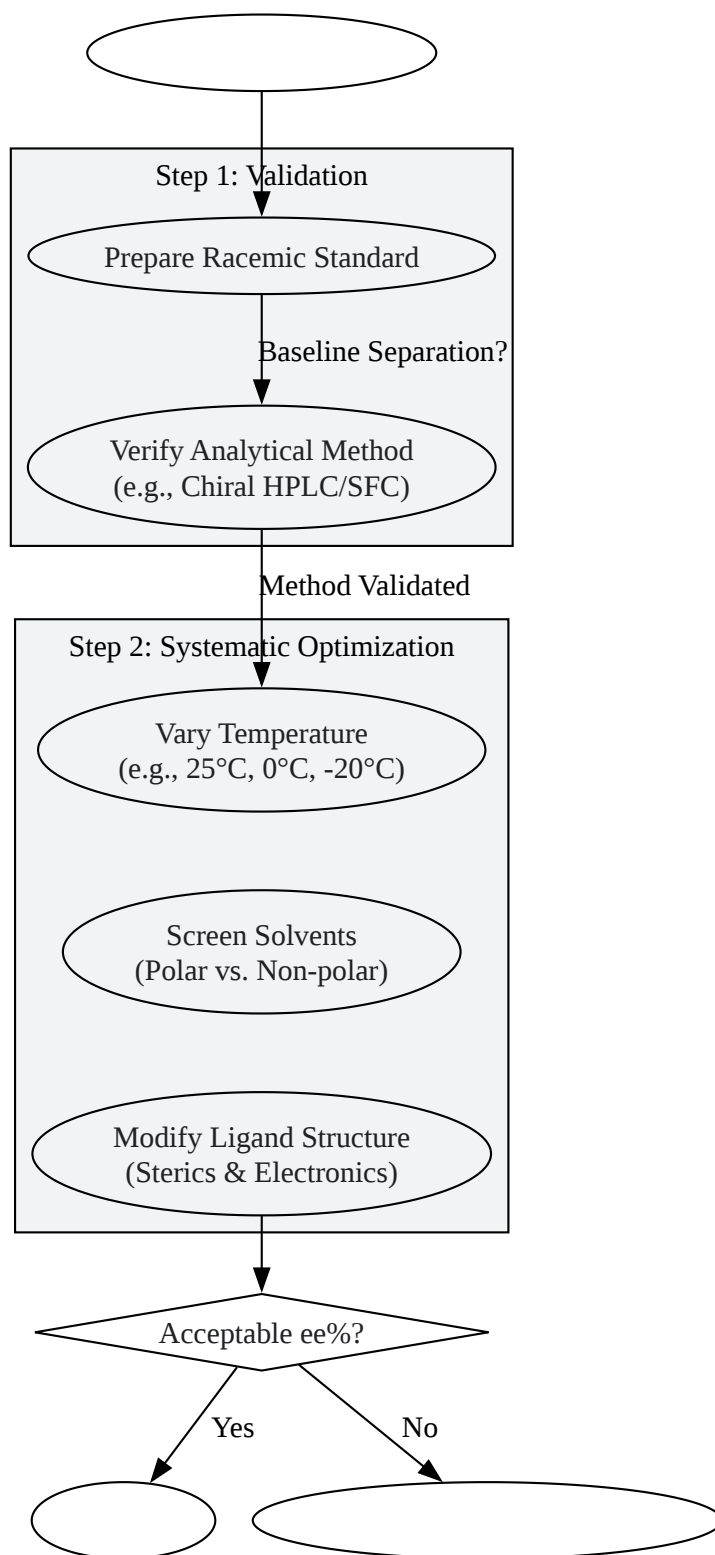 Step 1: Validation
Prepare Racemic Standard
Baseline Separation?
Verify Analytical Method
(e.g., Chiral HPLC/SFC)
Method Validated
Step 2: Systematic Optimization
Vary Temperature
(e.g., 25°C, 0°C, -20°C)
Screen Solvents
(Polar vs. Non-polar)
Modify Ligand Structure
(Sterics & Electronics)
Acceptable ee%?
Yes
No